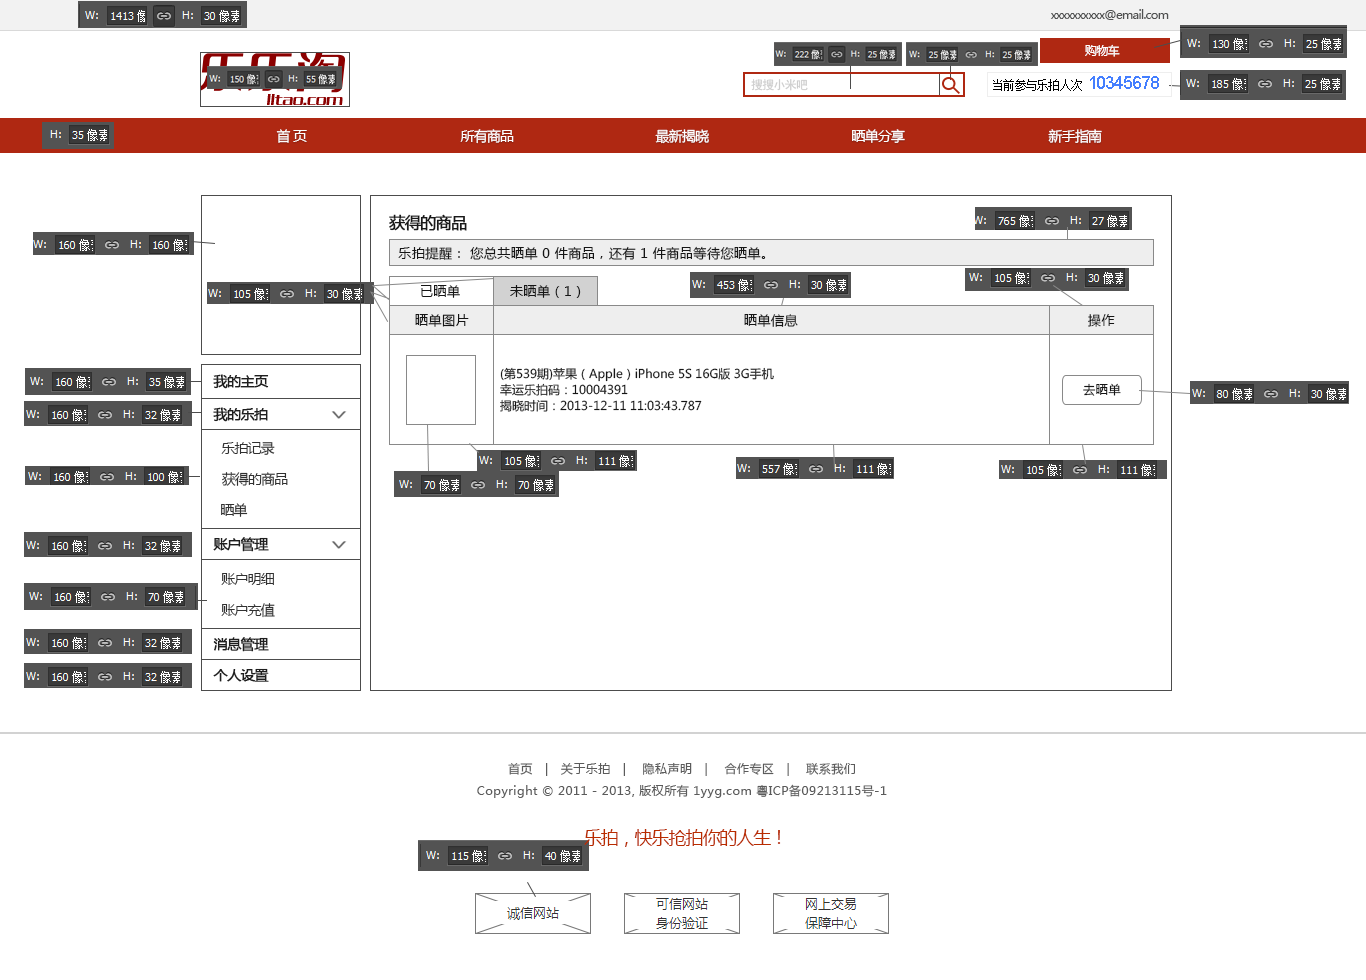 W: 1413 像 H: 30 像素
xxxxxxxxxx@email.com
乐乐淘
lltao.com
W: 150 像 H: 55 像素
W: 222 像 H: 25 像素
W: 25 像素 H: 25 像素
购物车
W: 130 像 H: 25 像素
搜搜小米吧
当前参与乐拍人次 10345678
W: 185 像 H: 25 像素
H: 35 像素
首 页
所有商品
最新揭晓
晒单分享
新手指南
W: 160 像 H: 160 像
获得的商品
W: 765 像 H: 27 像素
乐拍提醒： 您总共晒单 0 件商品，还有 1 件商品等待您晒单。
W: 105 像 H: 30 像素
已晒单
未晒单（1）
W: 453 像 H: 30 像素
W: 105 像 H: 30 像素
晒单图片
晒单信息
操作
(第539期)苹果（Apple）iPhone 5S 16G版 3G手机
幸运乐拍码：10004391
揭晓时间：2013-12-11 11:03:43.787
去晒单
W: 80 像素 H: 30 像素
W: 105 像 H: 111 像
W: 70 像素 H: 70 像素
W: 557 像 H: 111 像
W: 105 像 H: 111 像
W: 160 像 H: 35 像素
我的主页
W: 160 像 H: 32 像素
我的乐拍
乐拍记录
W: 160 像 H: 100 像
获得的商品
晒单
W: 160 像 H: 32 像素
账户管理
账户明细
W: 160 像 H: 70 像素
账户充值
W: 160 像 H: 32 像素
消息管理
W: 160 像 H: 32 像素
个人设置
首页 | 关于乐拍 | 隐私声明 | 合作专区 | 联系我们
Copyright © 2011 - 2013, 版权所有 1yyg.com 粤ICP备09213115号-1
乐拍，快乐抢拍你的人生！
W: 115 像 H: 40 像素
诚信网站
可信网站
身份验证
网上交易
保障中心